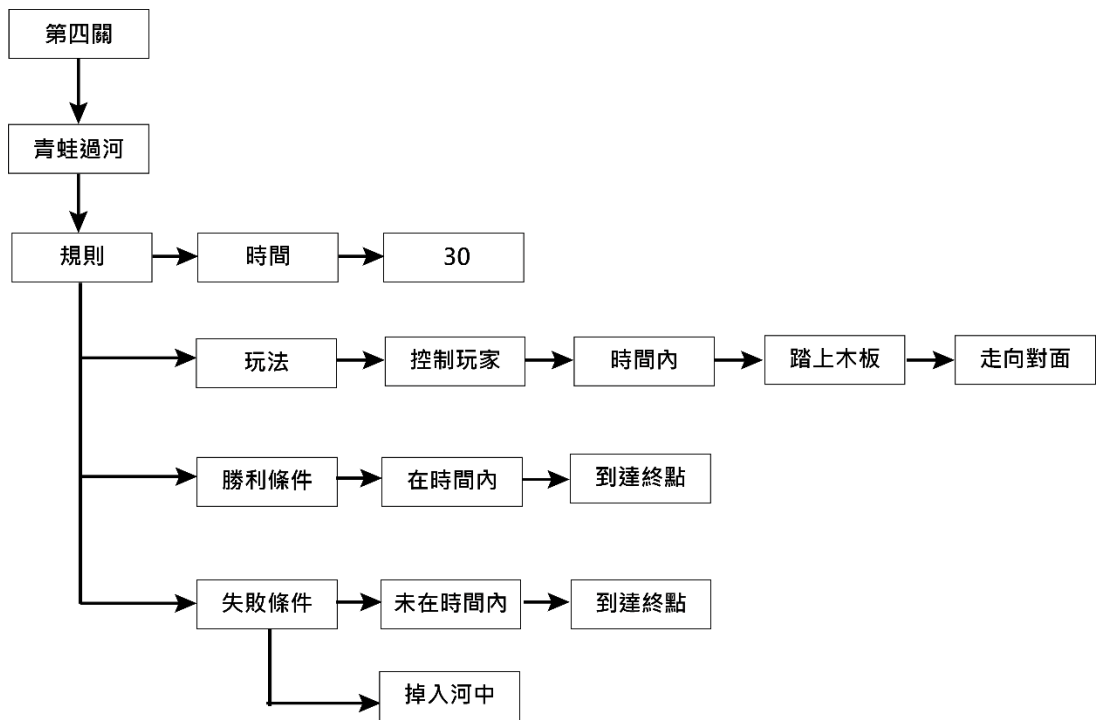 第四關
青蛙過河
規則
時間
30
玩法
控制玩家
時間內
踏上木板
走向對面
勝利條件
在時間內
到達終點
失敗條件
未在時間內
到達終點
掉入河中